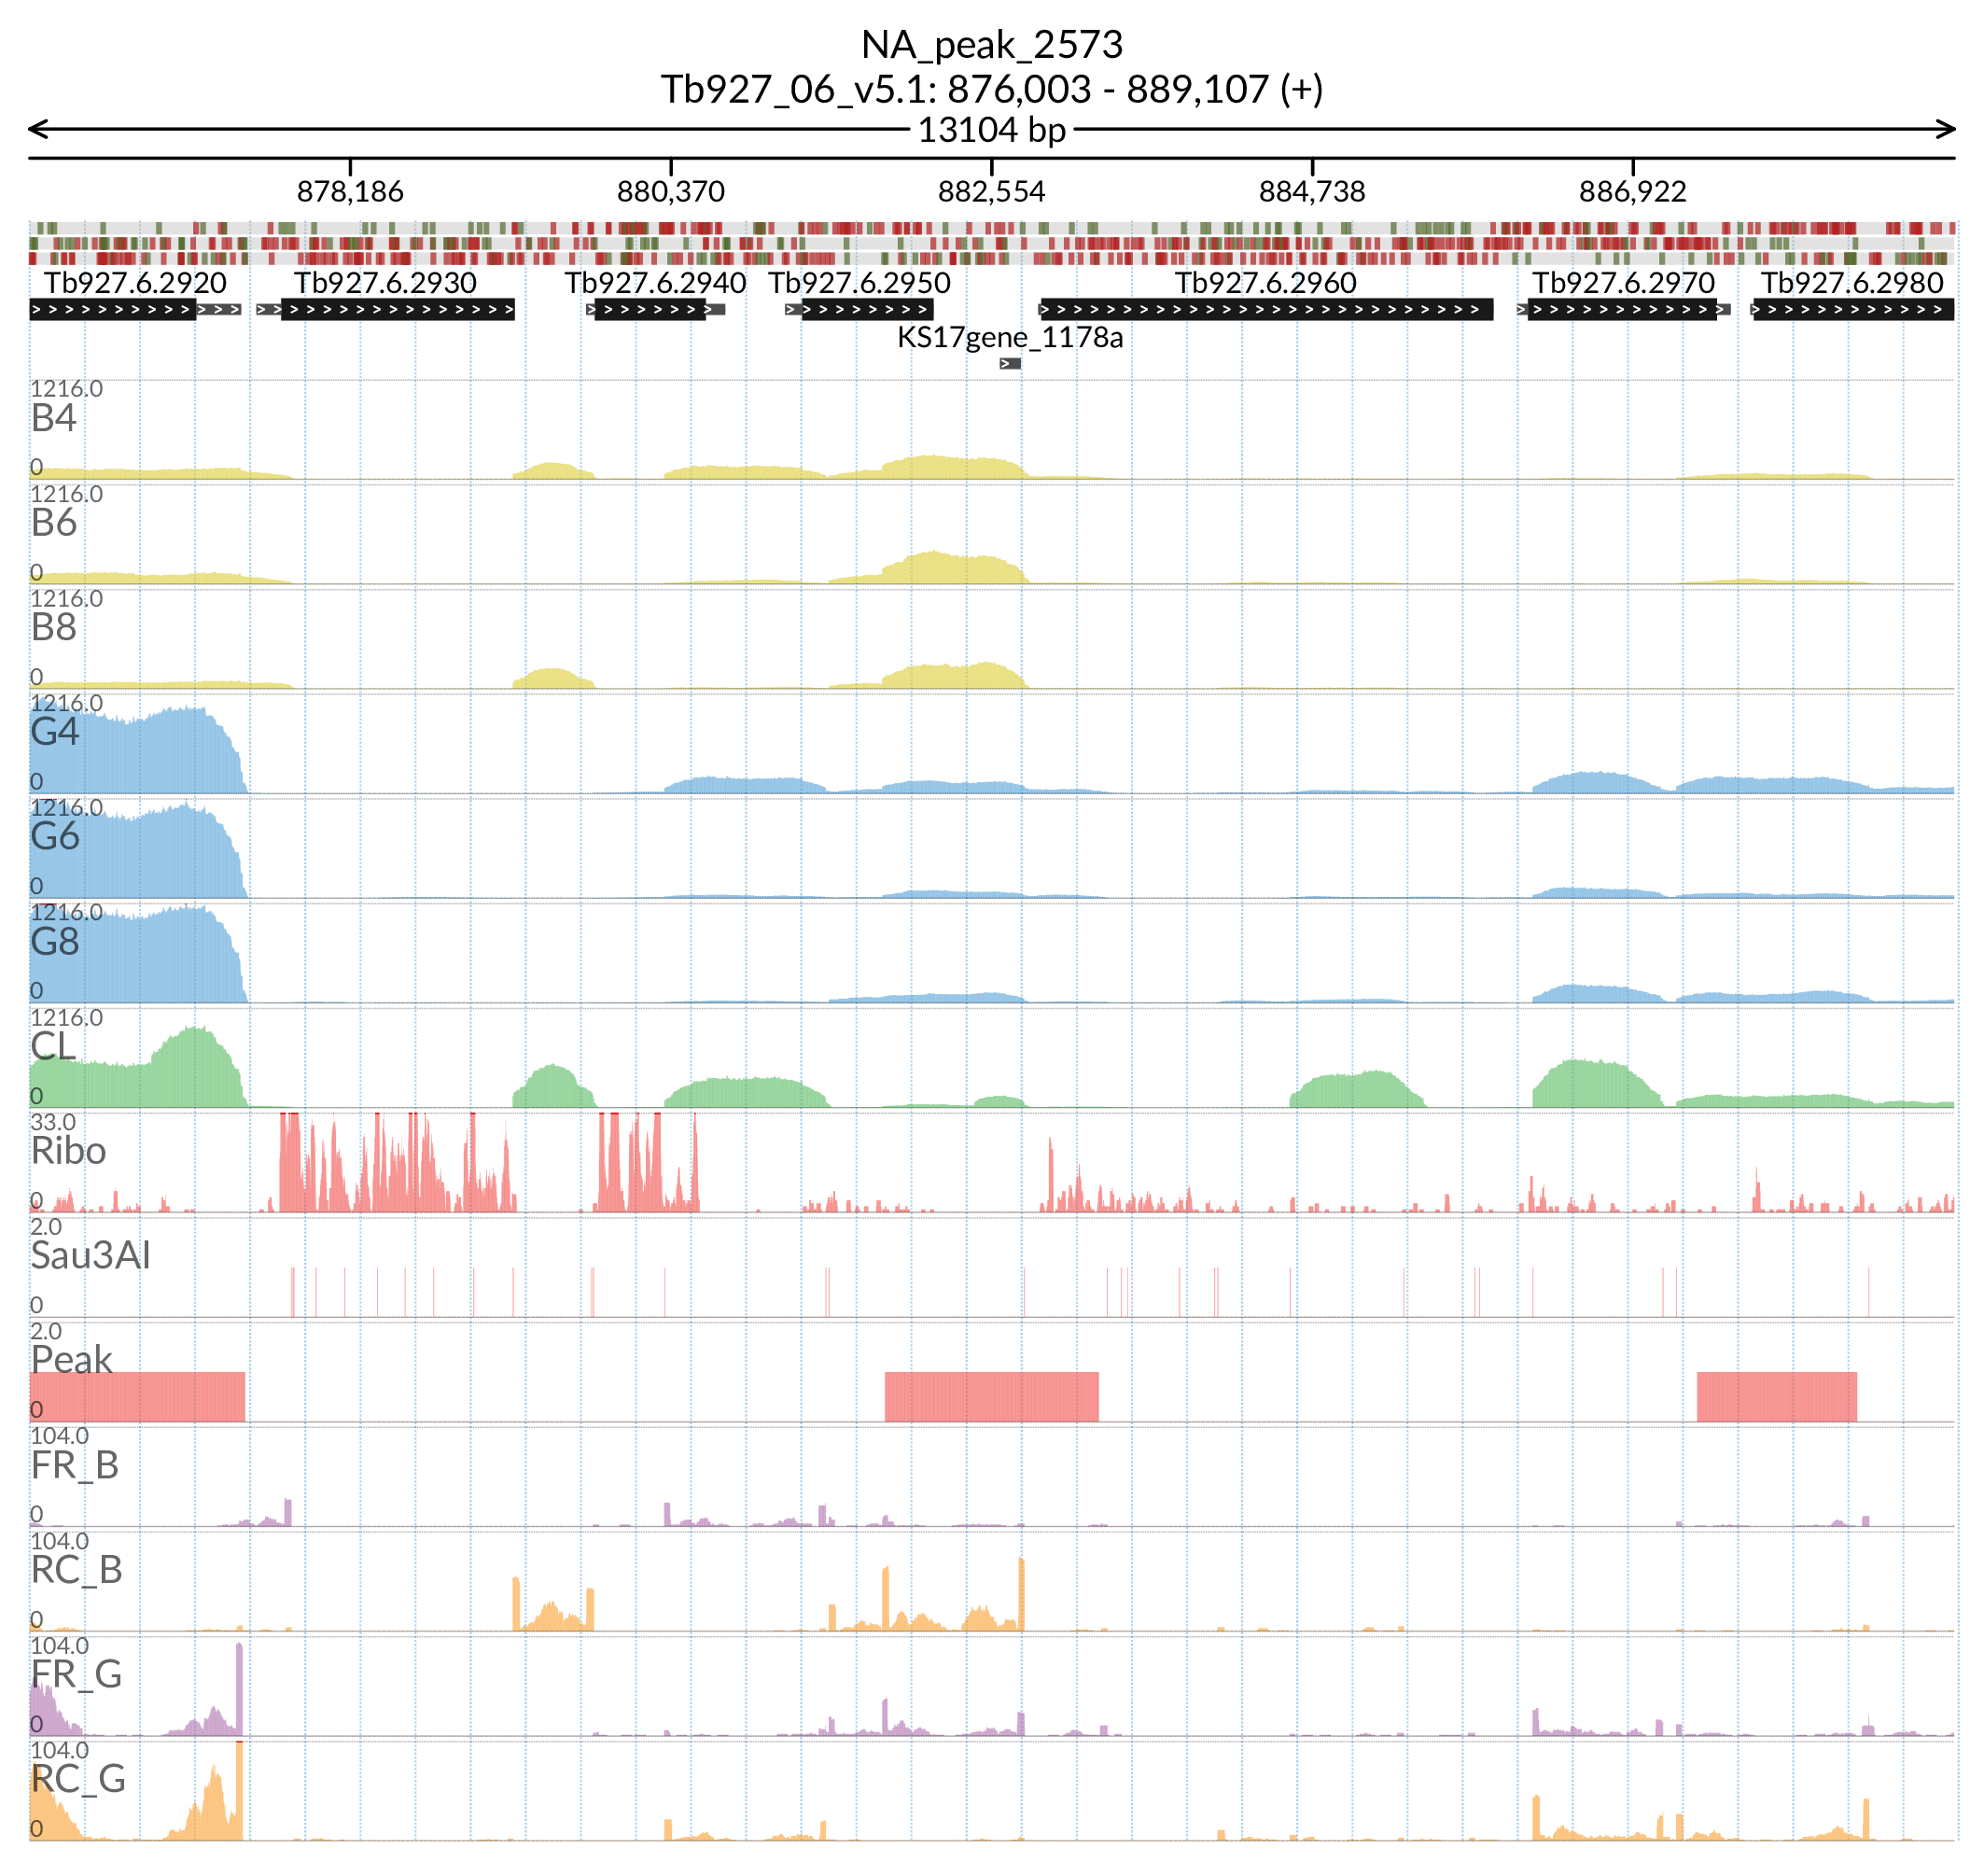 NA_peak_2573
Tb927_06_v5.1: 876,003 - 889,107 (+)
13104 bp
878,186 880,370 882,554 884,738 886,922
Tb927.6.2920 Tb927.6.2930 Tb927.6.2940 Tb927.6.2950 Tb927.6.2960 Tb927.6.2970 Tb927.6.2980
KS17gene_1178a
1216.0
B4
0
1216.0
B6
0
1216.0
B8
0
1216.0
G4
0
1216.0
G6
0
1216.0
G8
0
1216.0
CL
0
33.0
Ribo
0
2.0
Sau3AI
0
2.0
Peak
0
104.0
FR_B
0
104.0
RC_B
0
104.0
FR_G
0
104.0
RC_G
0